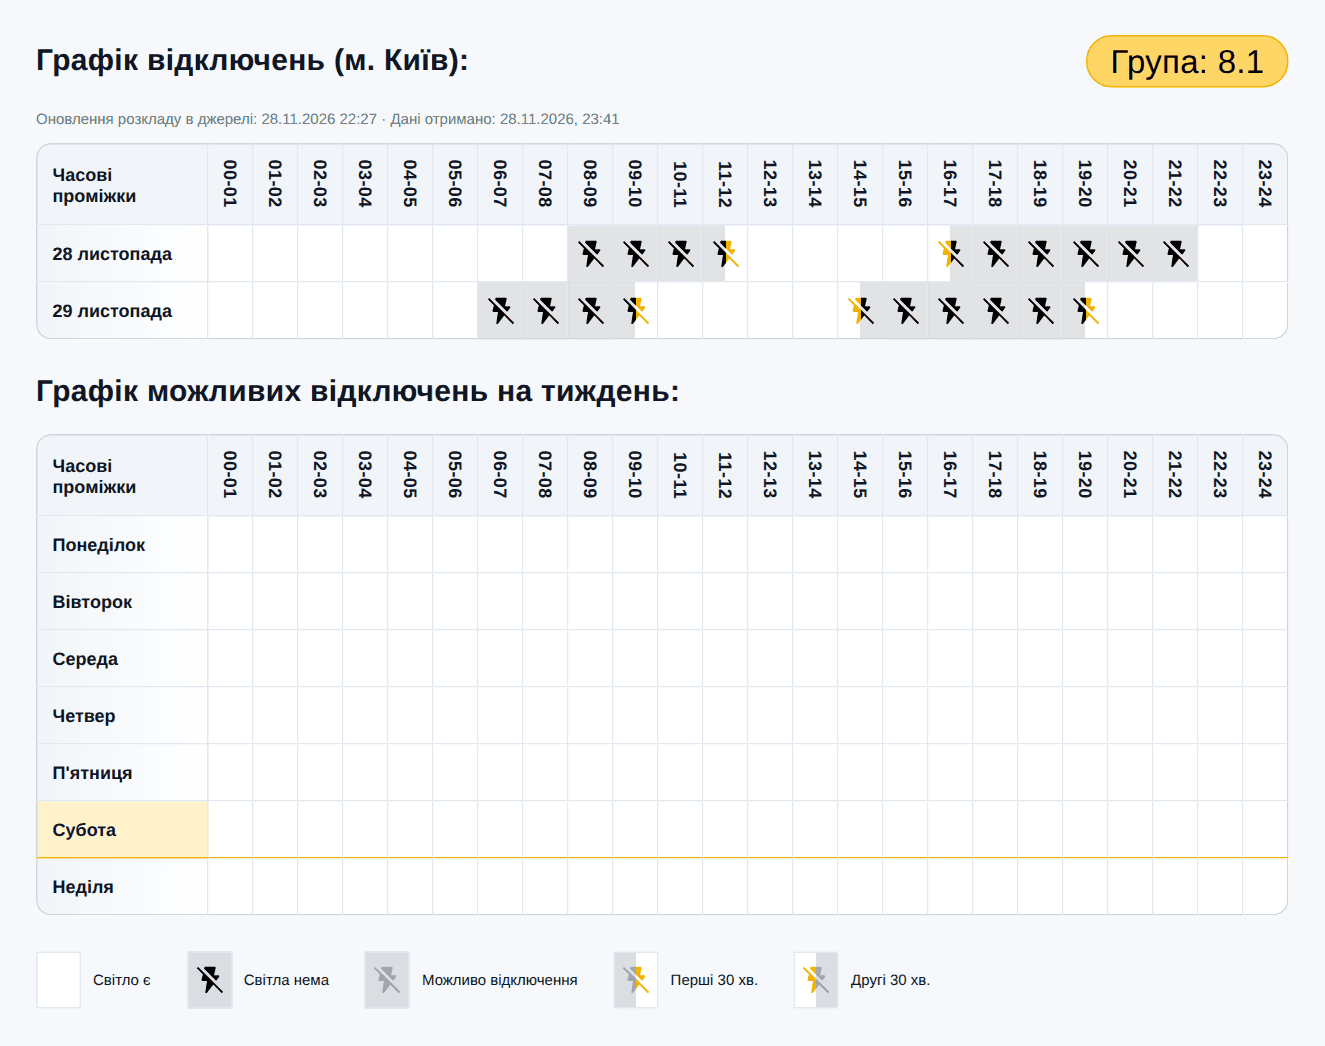 Графік відключень (м. Київ):
Група: 8.1
Оновлення розкладу в джерелі: 28.11.2026 22:27 · Дані отримано: 28.11.2026, 23:41
Часові проміжки 00-01 01-02 02-03 03-04 04-05 05-06 06-07 07-08 08-09 09-10 10-11 11-12 12-13 13-14 14-15 15-16 16-17 17-18 18-19 19-20 20-21 21-22 22-23 23-24
28 листопада
29 листопада
Графік можливих відключень на тиждень:
Часові проміжки 00-01 01-02 02-03 03-04 04-05 05-06 06-07 07-08 08-09 09-10 10-11 11-12 12-13 13-14 14-15 15-16 16-17 17-18 18-19 19-20 20-21 21-22 22-23 23-24
Понеділок
Вівторок
Середа
Четвер
П'ятниця
Субота
Неділя
Світло є Світла нема Можливо відключення Перші 30 хв. Другі 30 хв.